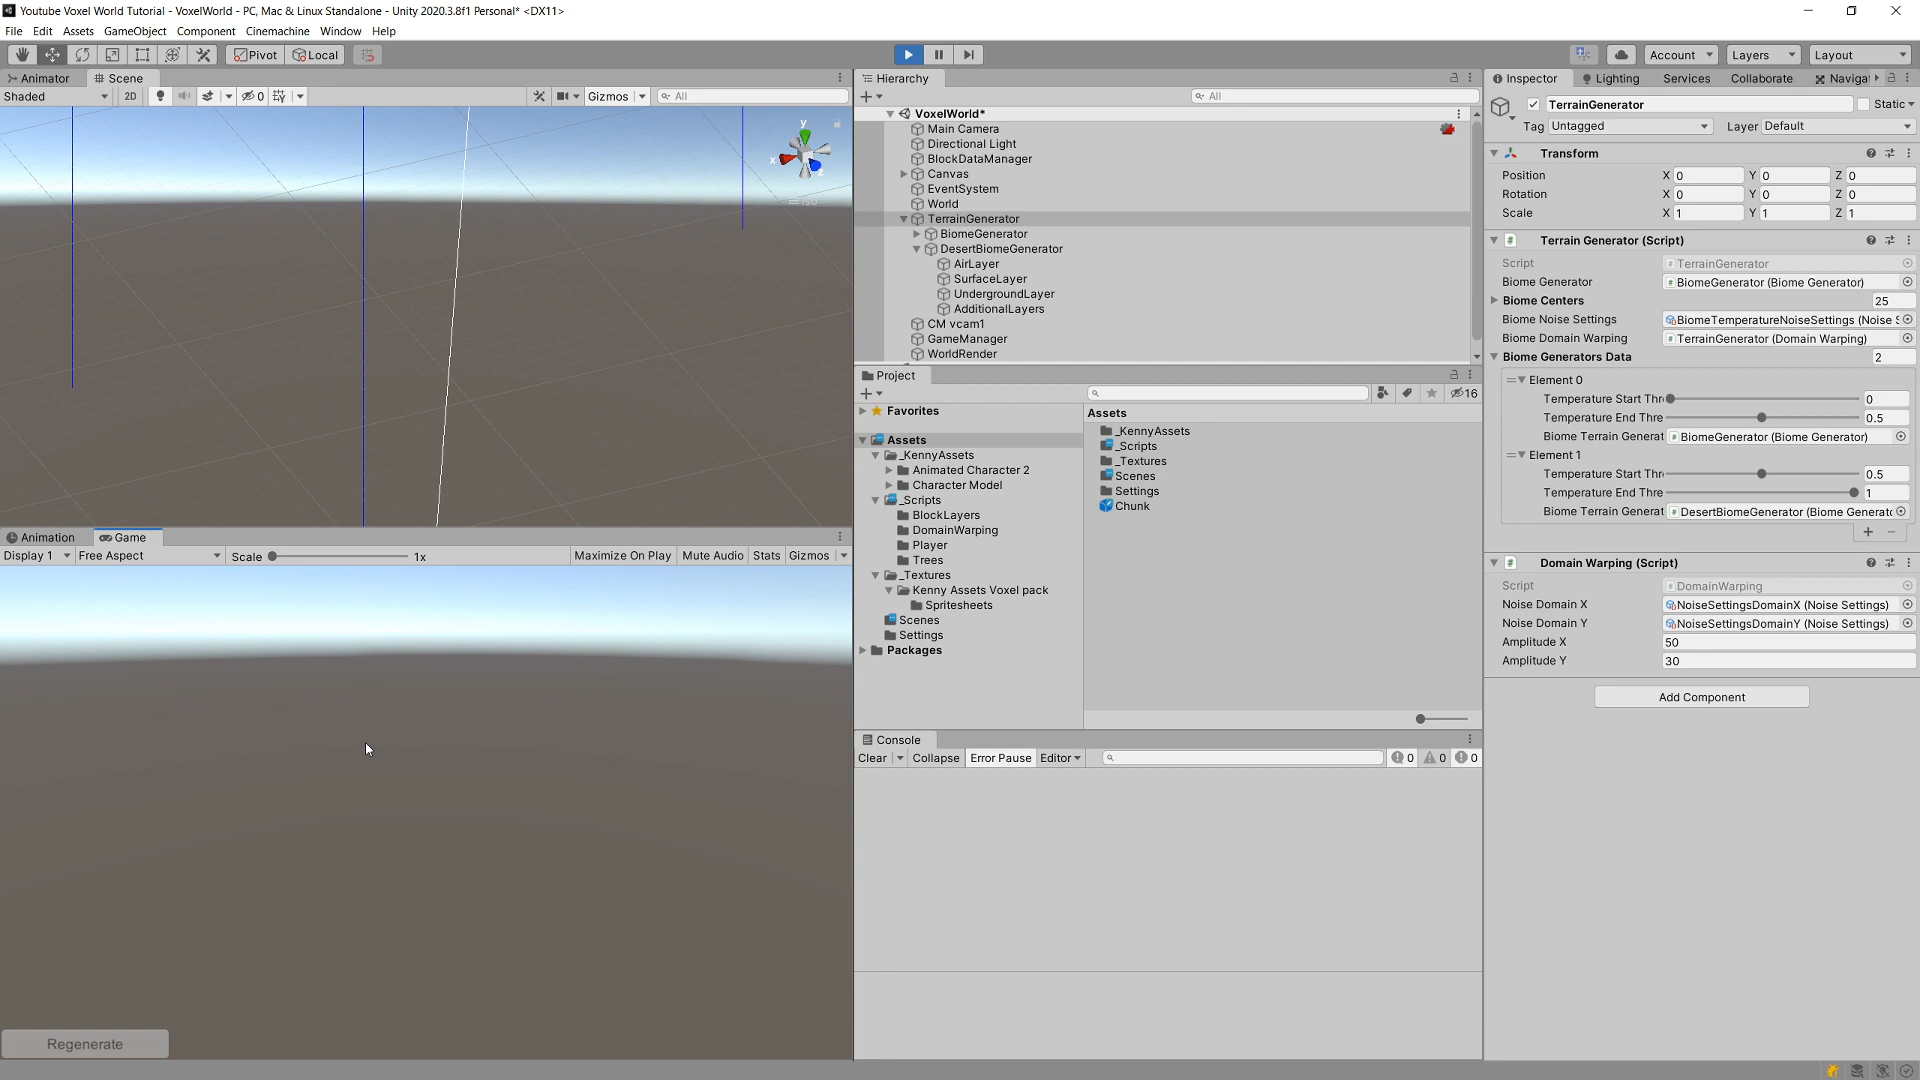 Youtube Voxel World Tutorial - VoxelWorld - PC, Mac & Linux Standalone - Unity 2020.3.8f1 Personal* <DX11>
File Edit Assets GameObject Component Cinemachine Window Help
Pivot Local Account Layers Layout
Animator Scene
Shaded 2D 0 Gizmos All
y
x
z
Iso
Animation Game
Display 1 Free Aspect Scale 1x Maximize On Play Mute Audio Stats Gizmos
Regenerate
Hierarchy
All
VoxelWorld*
Main Camera
Directional Light
BlockDataManager
Canvas
EventSystem
World
TerrainGenerator
BiomeGenerator
DesertBiomeGenerator
AirLayer
SurfaceLayer
UndergroundLayer
AdditionalLayers
CM vcam1
GameManager
WorldRender
Project
16
Favorites
Assets
_KennyAssets
Animated Character 2
Character Model
_Scripts
BlockLayers
DomainWarping
Player
Trees
_Textures
Kenny Assets Voxel pack
Spritesheets
Scenes
Settings
Packages
Assets
_KennyAssets
_Scripts
_Textures
Scenes
Settings
Chunk
Console
Clear Collapse Error Pause Editor 0 0 0
Inspector Lighting Services Collaborate Navigat
TerrainGenerator Static
Tag Untagged Layer Default
Transform
Position X 0 Y 0 Z 0
Rotation X 0 Y 0 Z 0
Scale X 1 Y 1 Z 1
Terrain Generator (Script)
Script TerrainGenerator
Biome Generator BiomeGenerator (Biome Generator)
Biome Centers 25
Biome Noise Settings BiomeTemperatureNoiseSettings (Noise S
Biome Domain Warping TerrainGenerator (Domain Warping)
Biome Generators Data 2
Element 0
Temperature Start Thre 0
Temperature End Thre 0.5
Biome Terrain Generat BiomeGenerator (Biome Generator)
Element 1
Temperature Start Thre 0.5
Temperature End Thre 1
Biome Terrain Generat DesertBiomeGenerator (Biome Generato
Domain Warping (Script)
Script DomainWarping
Noise Domain X NoiseSettingsDomainX (Noise Settings)
Noise Domain Y NoiseSettingsDomainY (Noise Settings)
Amplitude X 50
Amplitude Y 30
Add Component